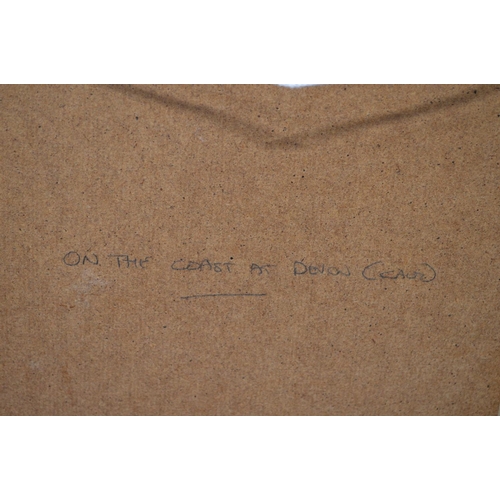 ON THE COAST AT DEVON